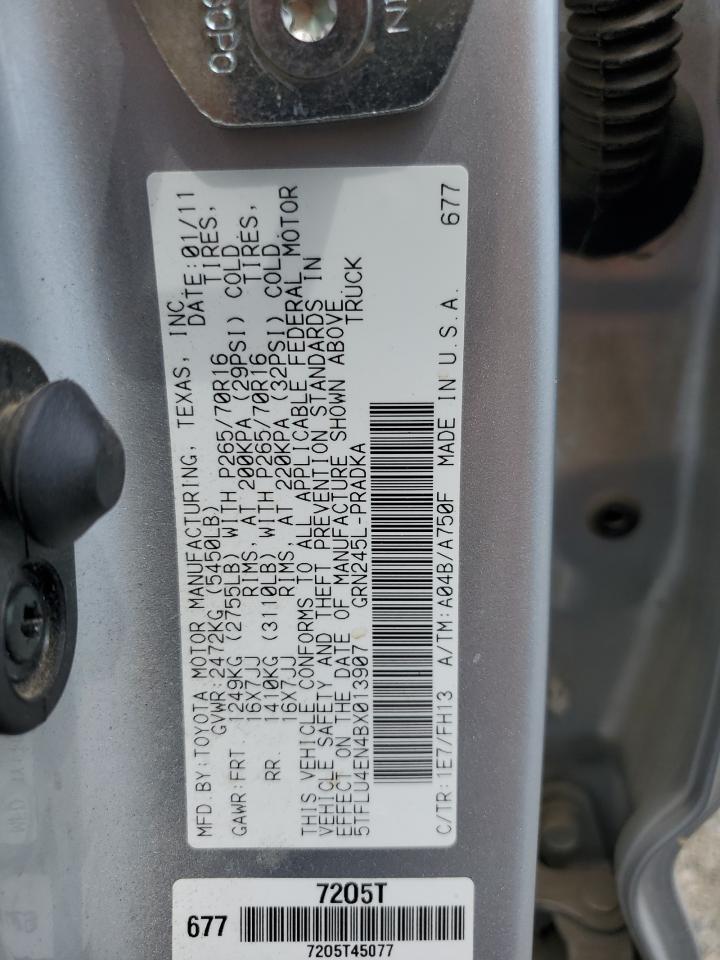 MFD.BY:TOYOTA MOTOR MANUFACTURING, TEXAS, INC.
GVWR:2472KG (5450LB) DATE:01/11
GAWR:FRT. 1249KG (2755LB) WITH P265/70R16 TIRES,
16X7JJ RIMS, AT 200KPA (29PSI) COLD
RR. 1410KG (3110LB) WITH P265/70R16 TIRES,
16X7JJ RIMS, AT 220KPA (32PSI) COLD
THIS VEHICLE CONFORMS TO ALL APPLICABLE FEDERAL MOTOR
VEHICLE SAFETY AND THEFT PREVENTION STANDARDS IN
EFFECT ON THE DATE OF MANUFACTURE SHOWN ABOVE.
5TFLU4EN4BX013907 GRN245L-PRADKA TRUCK
C/TR:1E7/FH13 A/TM:A04B/A750F MADE IN U.S.A. 677
7205T
677
7205T45077